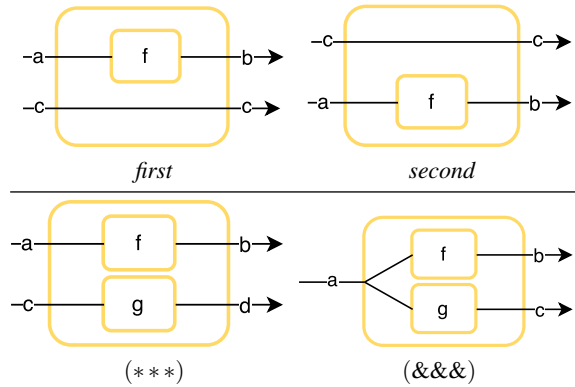 a f b
c c
first
c c
a f b
second
a f b
c g d
(∗∗∗)
f b
a
g c
(&&&)